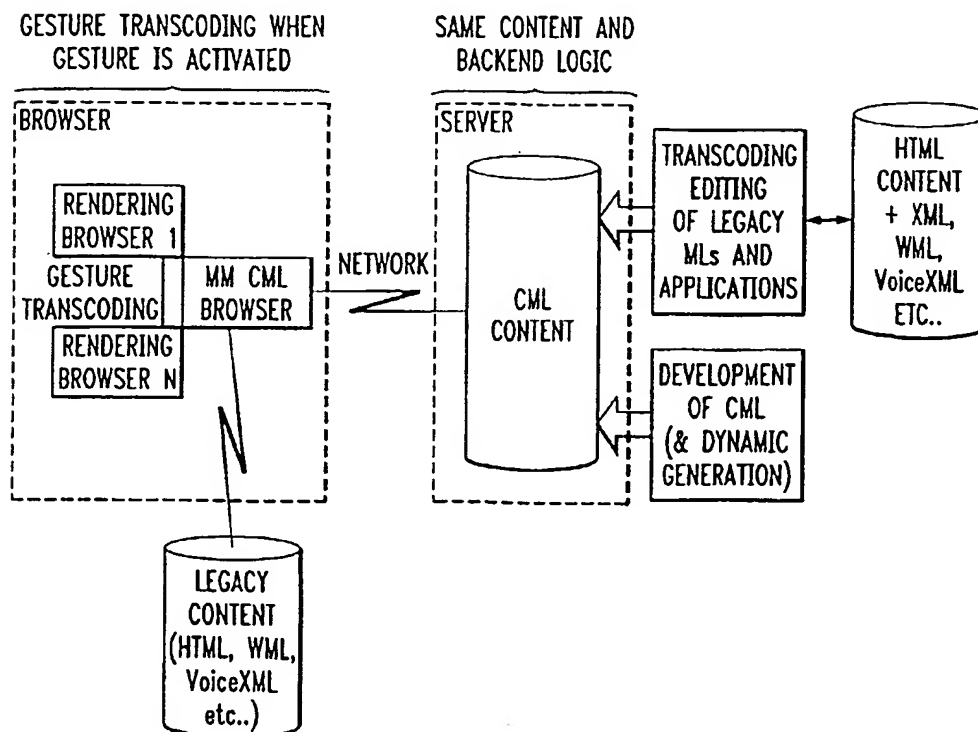 GESTURE TRANSCODING WHEN
GESTURE IS ACTIVATED
SAME CONTENT AND
BACKEND LOGIC
BROWSER
RENDERING
BROWSER 1
GESTURE
TRANSCODING
MM CML
BROWSER
RENDERING
BROWSER N
NETWORK
SERVER
CML
CONTENT
TRANSCODING
EDITING
OF LEGACY
MLs AND
APPLICATIONS
HTML
CONTENT
+ XML,
WML,
VoiceXML
ETC..
DEVELOPMENT
OF CML
(& DYNAMIC
GENERATION)
LEGACY
CONTENT
(HTML, WML,
VoiceXML
etc..)